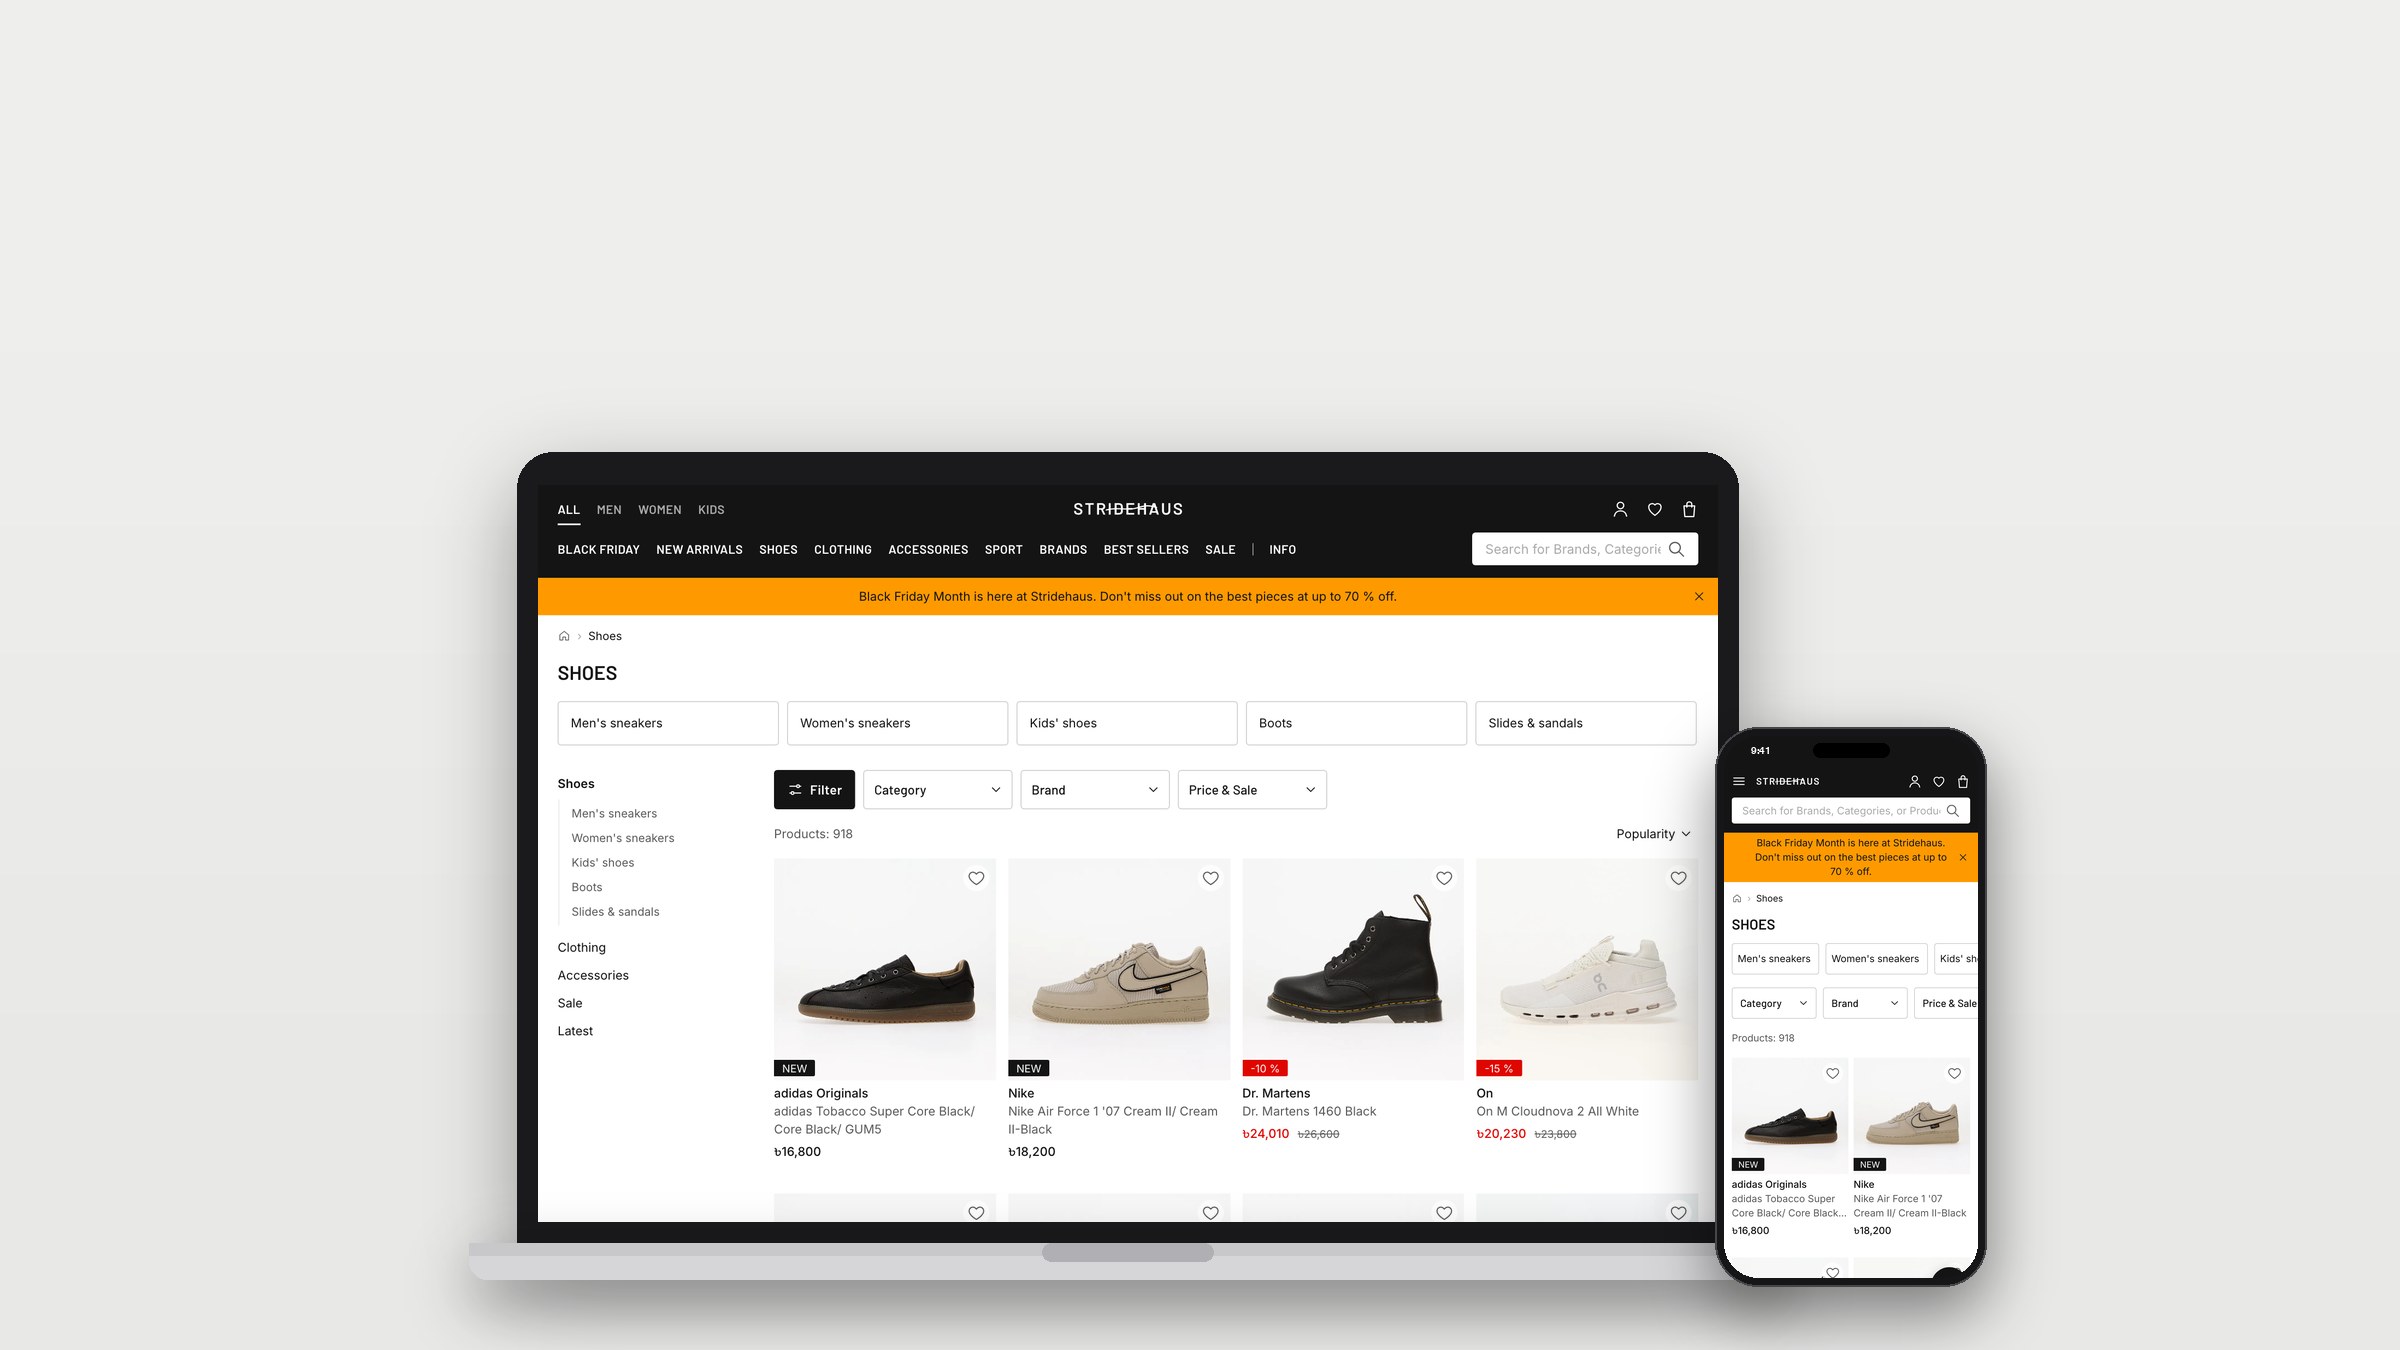 ALL MEN WOMEN KIDS STRIDEHAUS
BLACK FRIDAY NEW ARRIVALS SHOES CLOTHING ACCESSORIES SPORT BRANDS BEST SELLERS SALE | INFO Search for Brands, Categorie
Black Friday Month is here at Stridehaus. Don't miss out on the best pieces at up to 70 % off.
Shoes
SHOES
Men's sneakers Women's sneakers Kids' shoes Boots Slides & sandals
Shoes
Men's sneakers
Women's sneakers
Kids' shoes
Boots
Slides & sandals
Clothing
Accessories
Sale
Latest
Filter Category Brand Price & Sale
Products: 918 Popularity
NEW
adidas Originals
adidas Tobacco Super Core Black/
Core Black/ GUM5
৳16,800
NEW
Nike
Nike Air Force 1 '07 Cream II/ Cream
II-Black
৳18,200
-10 %
Dr. Martens
Dr. Martens 1460 Black
৳24,010 ৳26,600
-15 %
On
On M Cloudnova 2 All White
৳20,230 ৳23,800
9:41
STRIDEHAUS
Search for Brands, Categories, or Produ
Black Friday Month is here at Stridehaus.
Don't miss out on the best pieces at up to
70 % off.
Shoes
SHOES
Men's sneakers Women's sneakers Kids' sh
Category Brand Price & Sale
Products: 918
NEW
adidas Originals
adidas Tobacco Super
Core Black/ Core Black...
৳16,800
NEW
Nike
Nike Air Force 1 '07
Cream II/ Cream II-Black
৳18,200